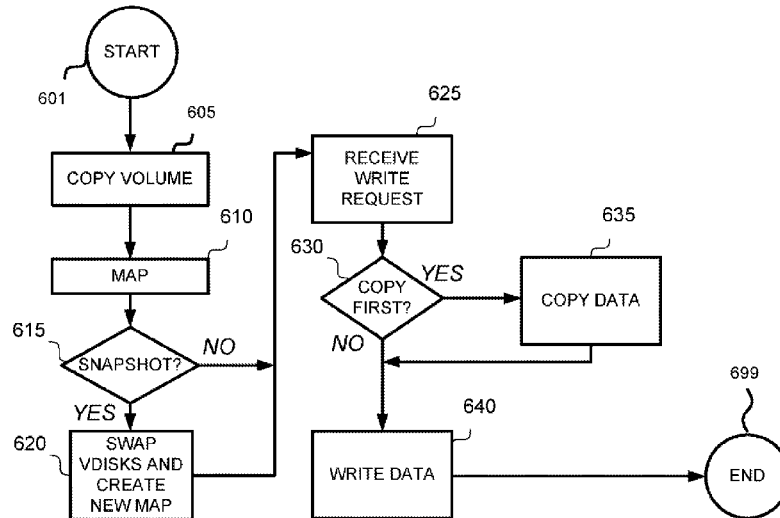 START
601
605
COPY VOLUME
610
MAP
615
SNAPSHOT?
NO
YES
620
SWAP
VDISKS AND
CREATE
NEW MAP
625
RECEIVE
WRITE
REQUEST
630
COPY
FIRST?
YES
NO
635
COPY DATA
640
WRITE DATA
699
END